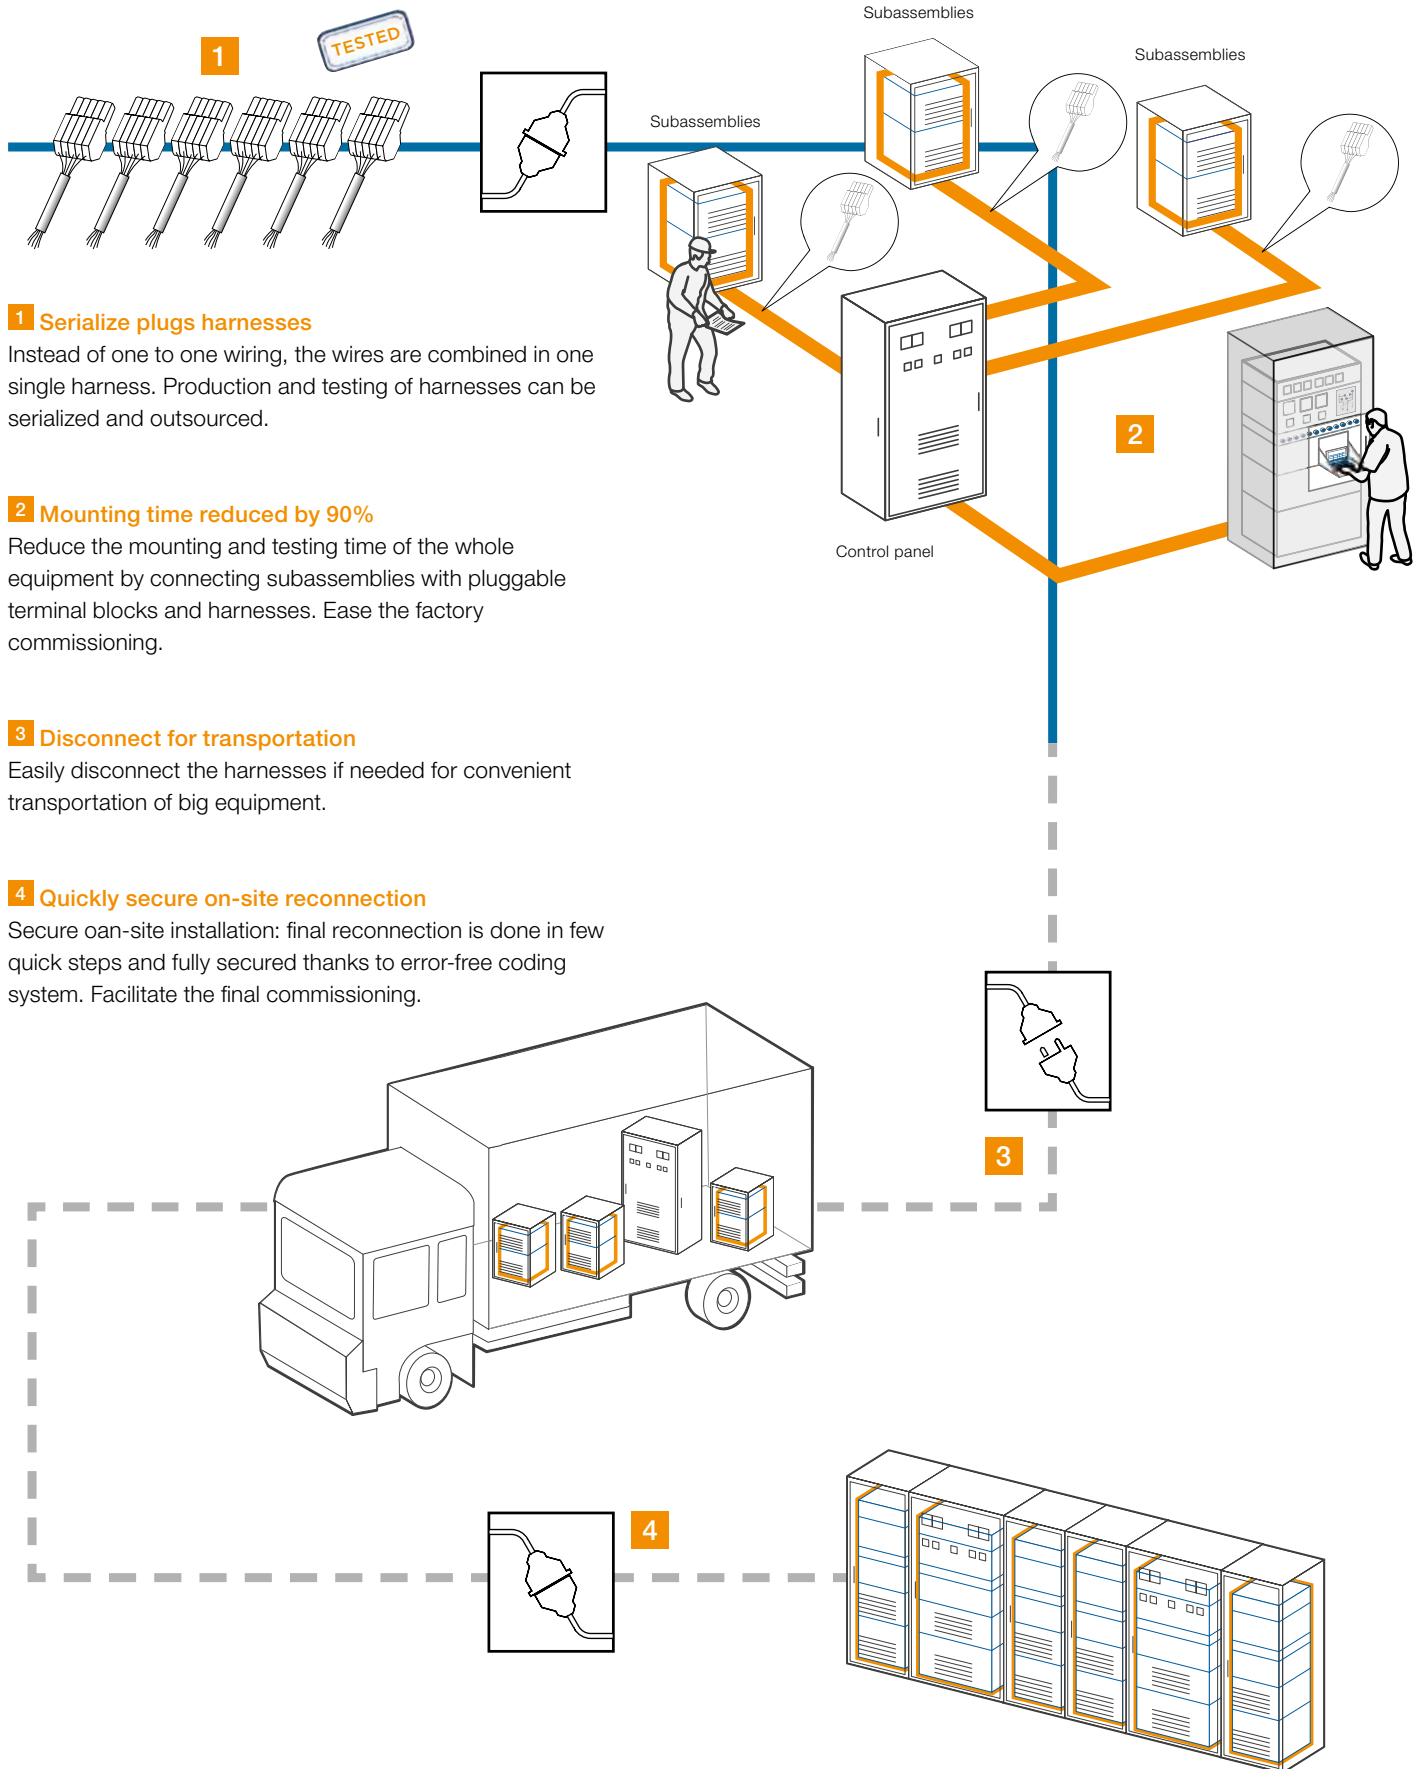 Subassemblies
TESTED
1
Subassemblies
Subassemblies
1 Serialize plugs harnesses
Instead of one to one wiring, the wires are combined in one
single harness. Production and testing of harnesses can be
serialized and outsourced.
2
2 Mounting time reduced by 90%
Reduce the mounting and testing time of the whole
equipment by connecting subassemblies with pluggable
terminal blocks and harnesses. Ease the factory
commissioning.
Control panel
3 Disconnect for transportation
Easily disconnect the harnesses if needed for convenient
transportation of big equipment.
4 Quickly secure on-site reconnection
Secure oan-site installation: final reconnection is done in few
quick steps and fully secured thanks to error-free coding
system. Facilitate the final commissioning.
3
4